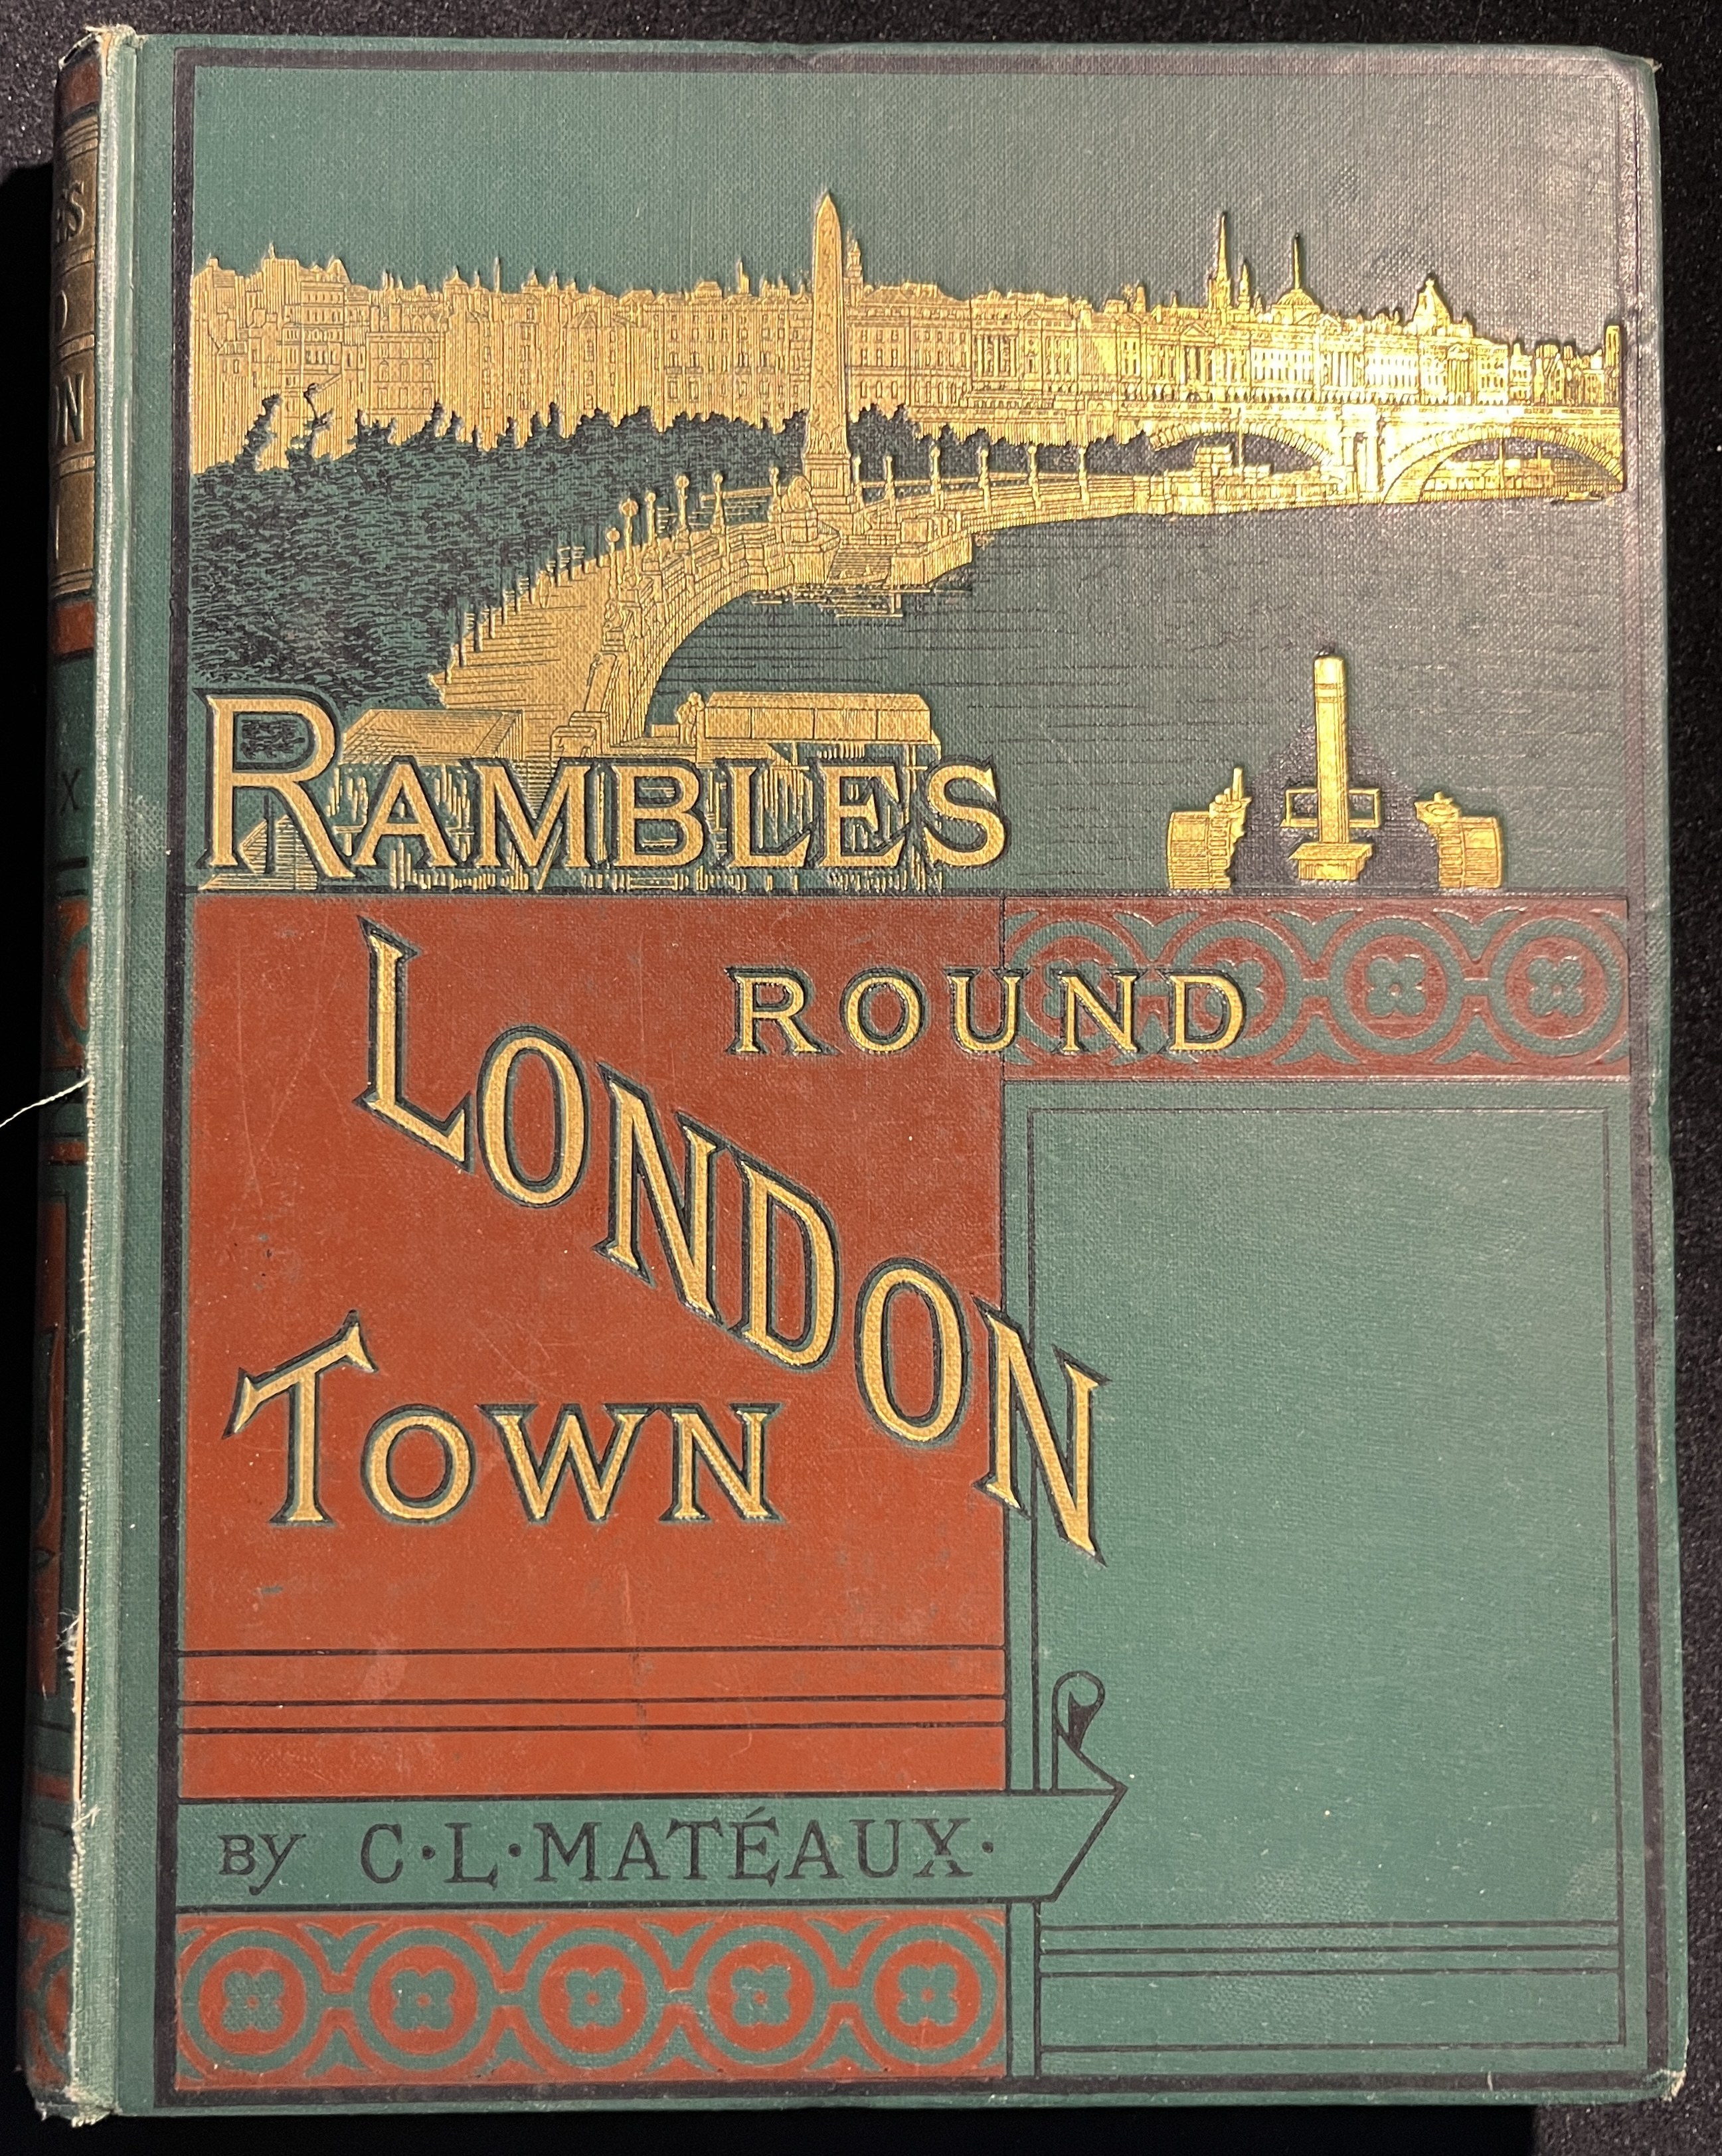 RAMBLES
ROUND
LONDON
TOWN
BY C·L·MATÉAUX·